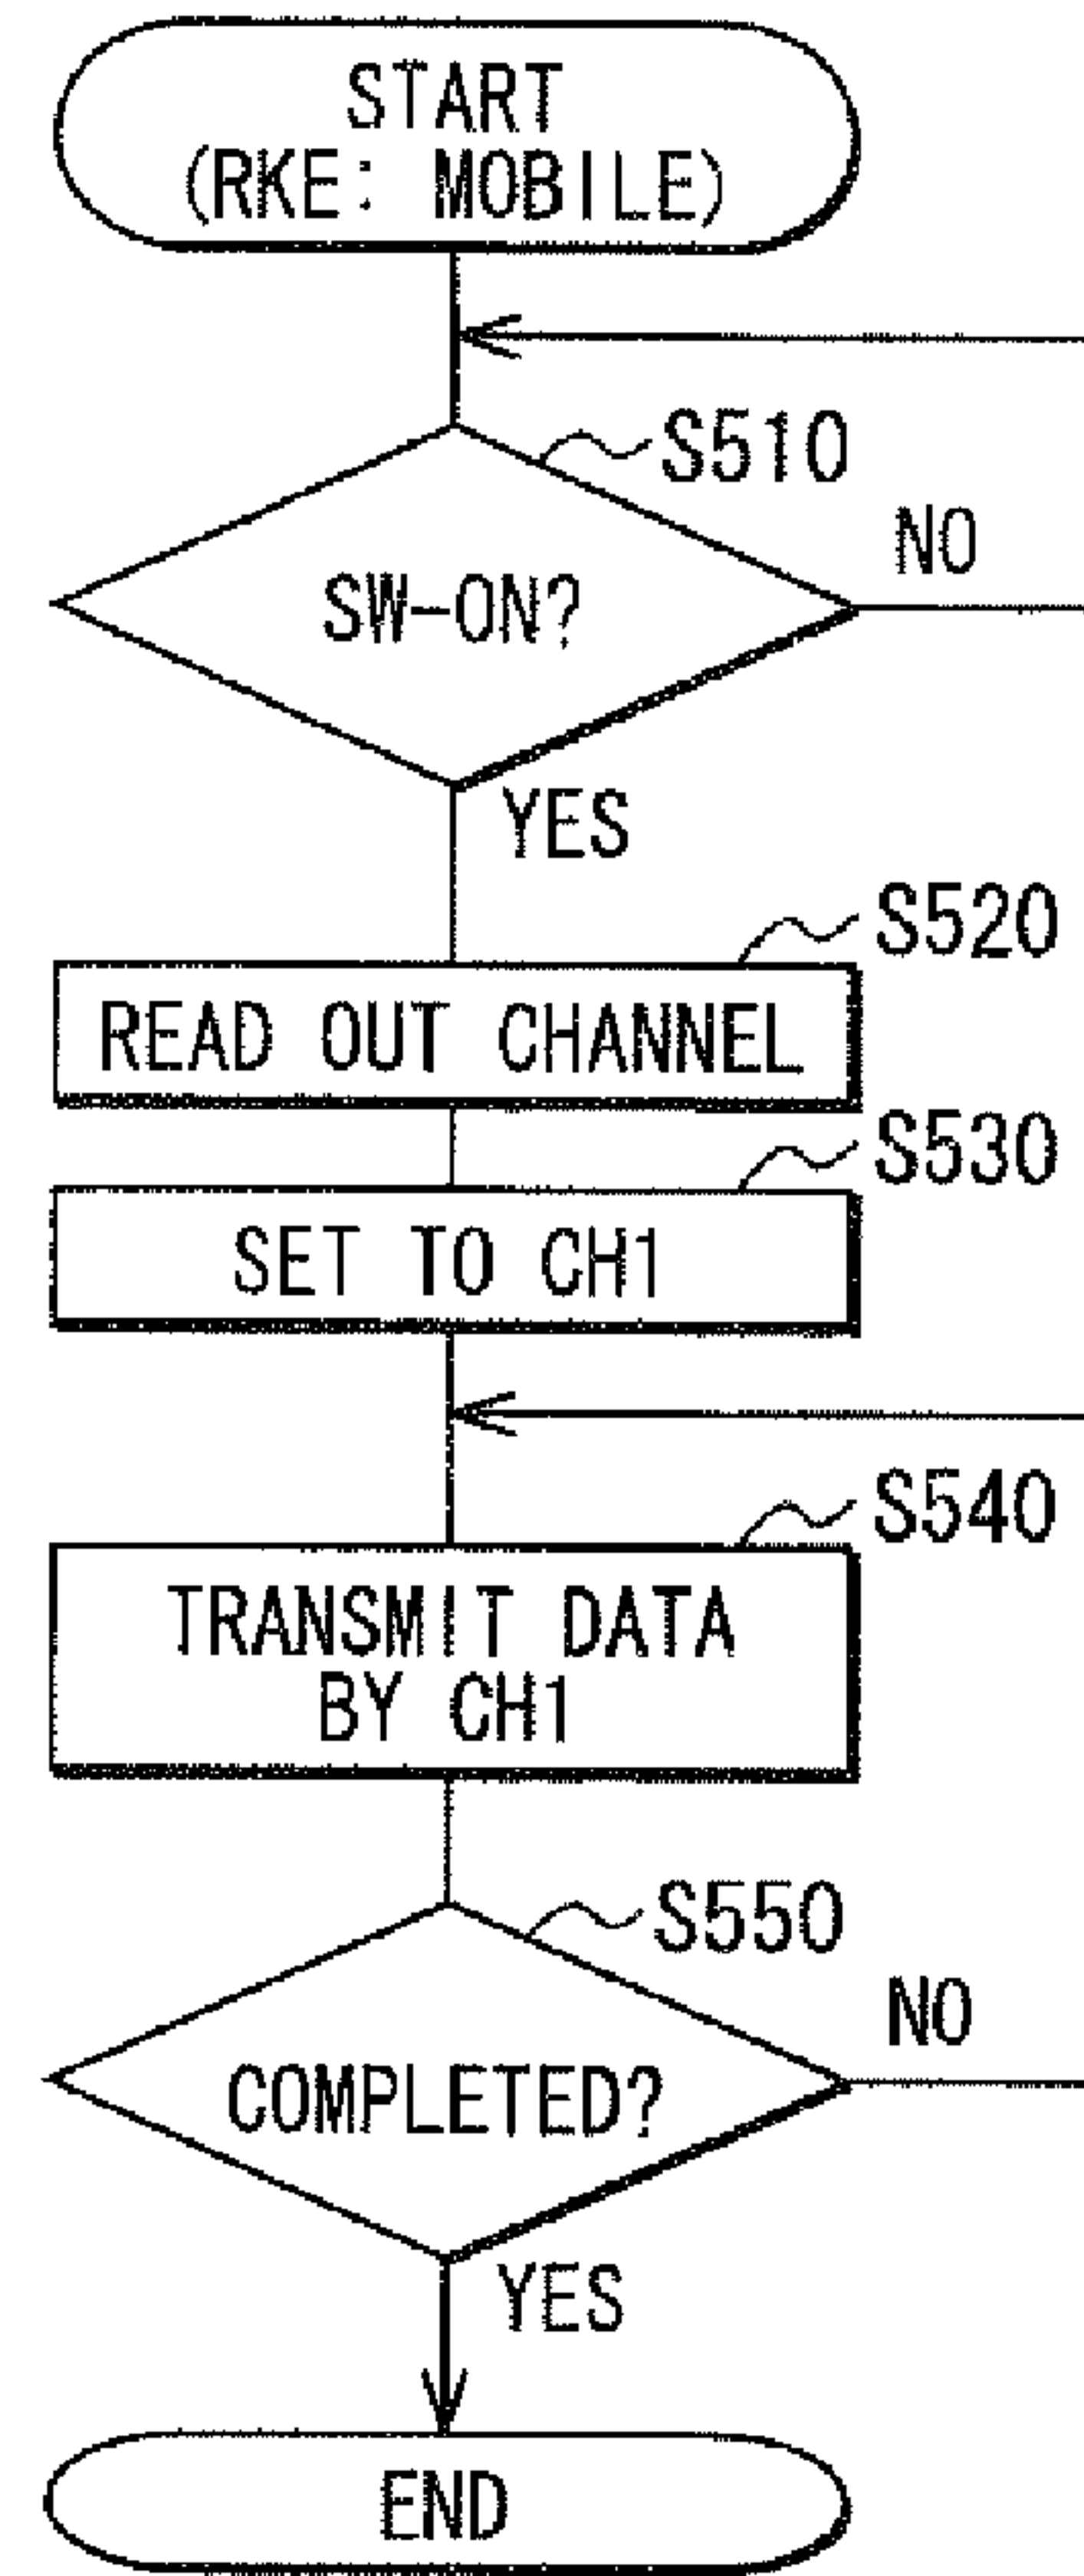 START
(RKE: MOBILE)
S510
NO
SW-ON?
YES
S520
READ OUT CHANNEL
S530
SET TO CH1
S540
TRANSMIT DATA
BY CH1
S550
NO
COMPLETED?
YES
END